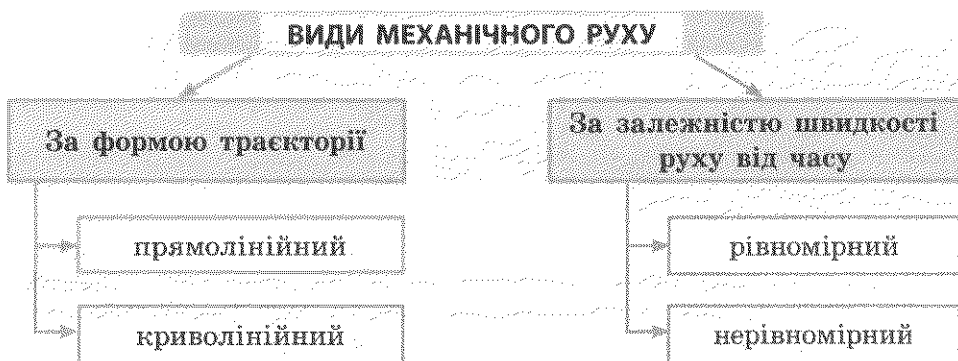 ВИДИ МЕХАНІЧНОГО РУХУ
За формою траєкторії
прямолінійний
криволінійний
За залежністю швидкості
руху від часу
рівномірний
нерівномірний